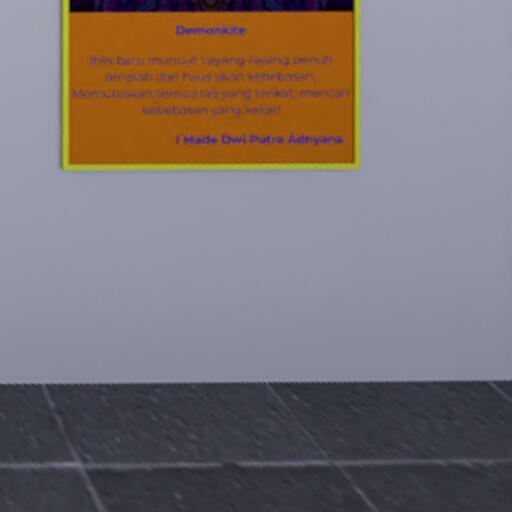 Demonkite
Iblis baru muncul! Layang-layang penuh
amarah dan haus akan kebebasan.
Memutuskan semua tali yang terikat, mencari
kebebasan yang kekal!
I Made Dwi Putra Adnyana